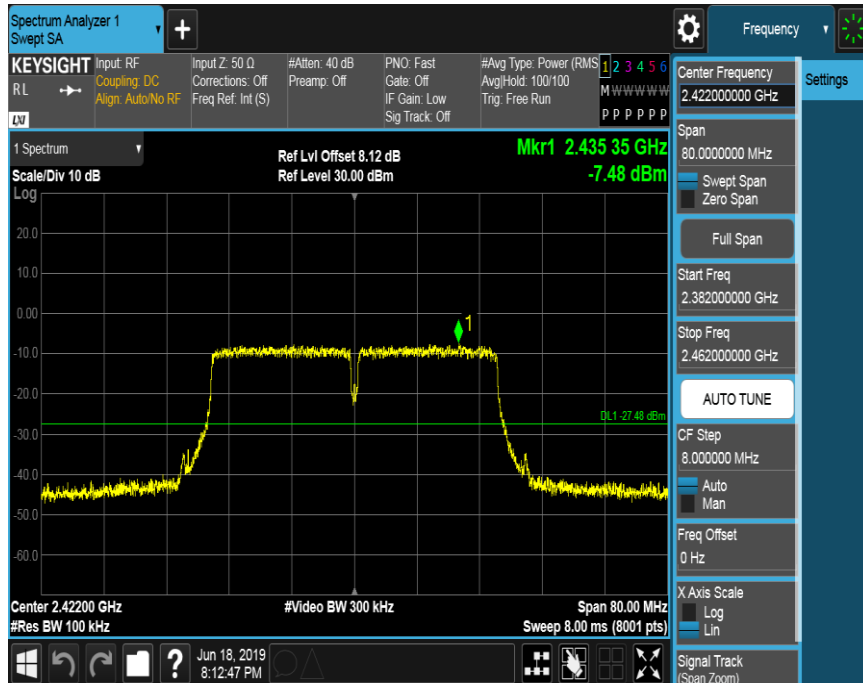 Spectrum Analyzer 1
Swept SA
+
Frequency
KEYSIGHT
RL
LXI
Input: RF
Coupling: DC
Align: Auto/No RF
Input Z: 50 Ω
Corrections: Off
Freq Ref: Int (S)
#Atten: 40 dB
Preamp: Off
PNO: Fast
Gate: Off
IF Gain: Low
Sig Track: Off
#Avg Type: Power (RMS
Avg|Hold: 100/100
Trig: Free Run
1 2 3 4 5 6
M W W W W W
P P P P P P
1 Spectrum
Scale/Div 10 dB
Log
Ref Lvl Offset 8.12 dB
Ref Level 30.00 dBm
Mkr1 2.435 35 GHz
-7.48 dBm
20.0
10.0
0.00
-10.0
-20.0
-30.0
-40.0
-50.0
-60.0
1
DL1 -27.48 dBm
Center 2.42200 GHz
#Res BW 100 kHz
#Video BW 300 kHz
Span 80.00 MHz
Sweep 8.00 ms (8001 pts)
Center Frequency
2.422000000 GHz
Settings
Span
80.0000000 MHz
Swept Span
Zero Span
Full Span
Start Freq
2.382000000 GHz
Stop Freq
2.462000000 GHz
AUTO TUNE
CF Step
8.000000 MHz
Auto
Man
Freq Offset
0 Hz
X Axis Scale
Log
Lin
Signal Track
(Span Zoom)
?
Jun 18, 2019
8:12:47 PM